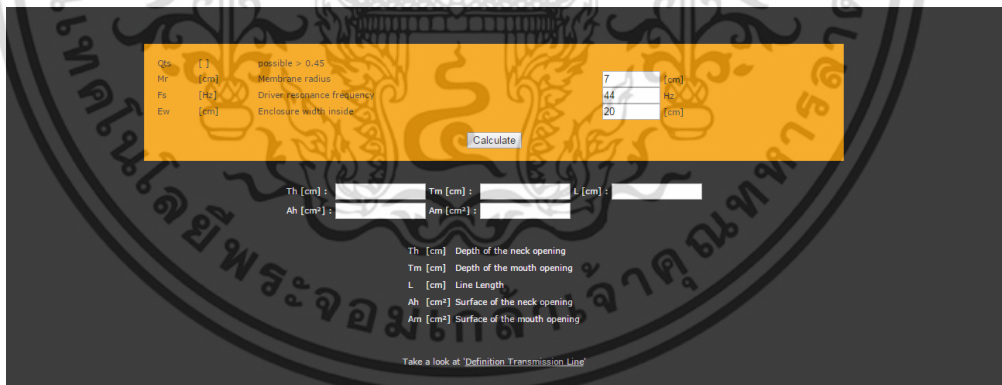 Qts [ ] possible > 0.45
Mr [cm] Membrane radius 7 [cm]
Fs [Hz] Driver resonance frequency 44 Hz
Ew [cm] Enclosure width inside 20 [cm]
Calculate
Th [cm] : Tm [cm] : L [cm] :
Ah [cm²] : Am [cm²] :
Th [cm] Depth of the neck opening
Tm [cm] Depth of the mouth opening
L [cm] Line Length
Ah [cm²] Surface of the neck opening
Am [cm²] Surface of the mouth opening
Take a look at 'Definition Transmission Line'